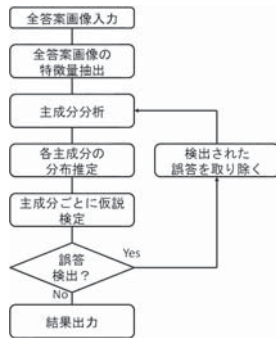 全答案画像入力
全答案画像の
特徴量抽出
主成分分析
各主成分の
分布推定
主成分ごとに仮説
検定
誤答
検出？
Yes
No
検出された
誤答を取り除く
結果出力